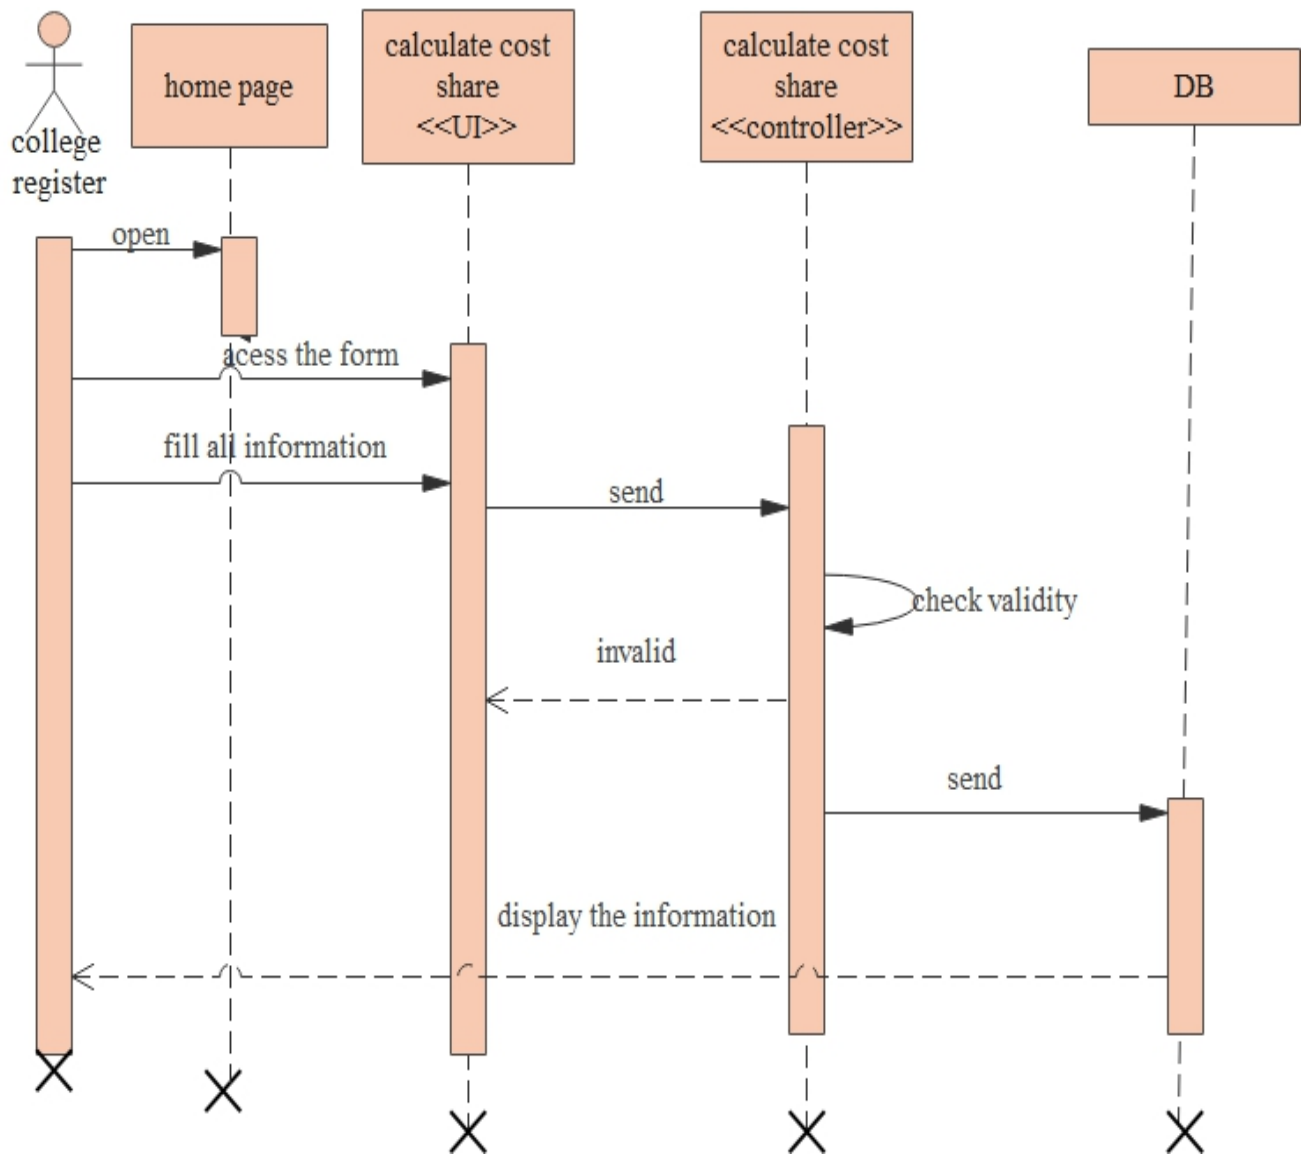 college
register
home page
calculate cost
share
<<UI>>
calculate cost
share
<<controller>>
DB
open
acess the form
fill all information
send
check validity
invalid
send
display the information